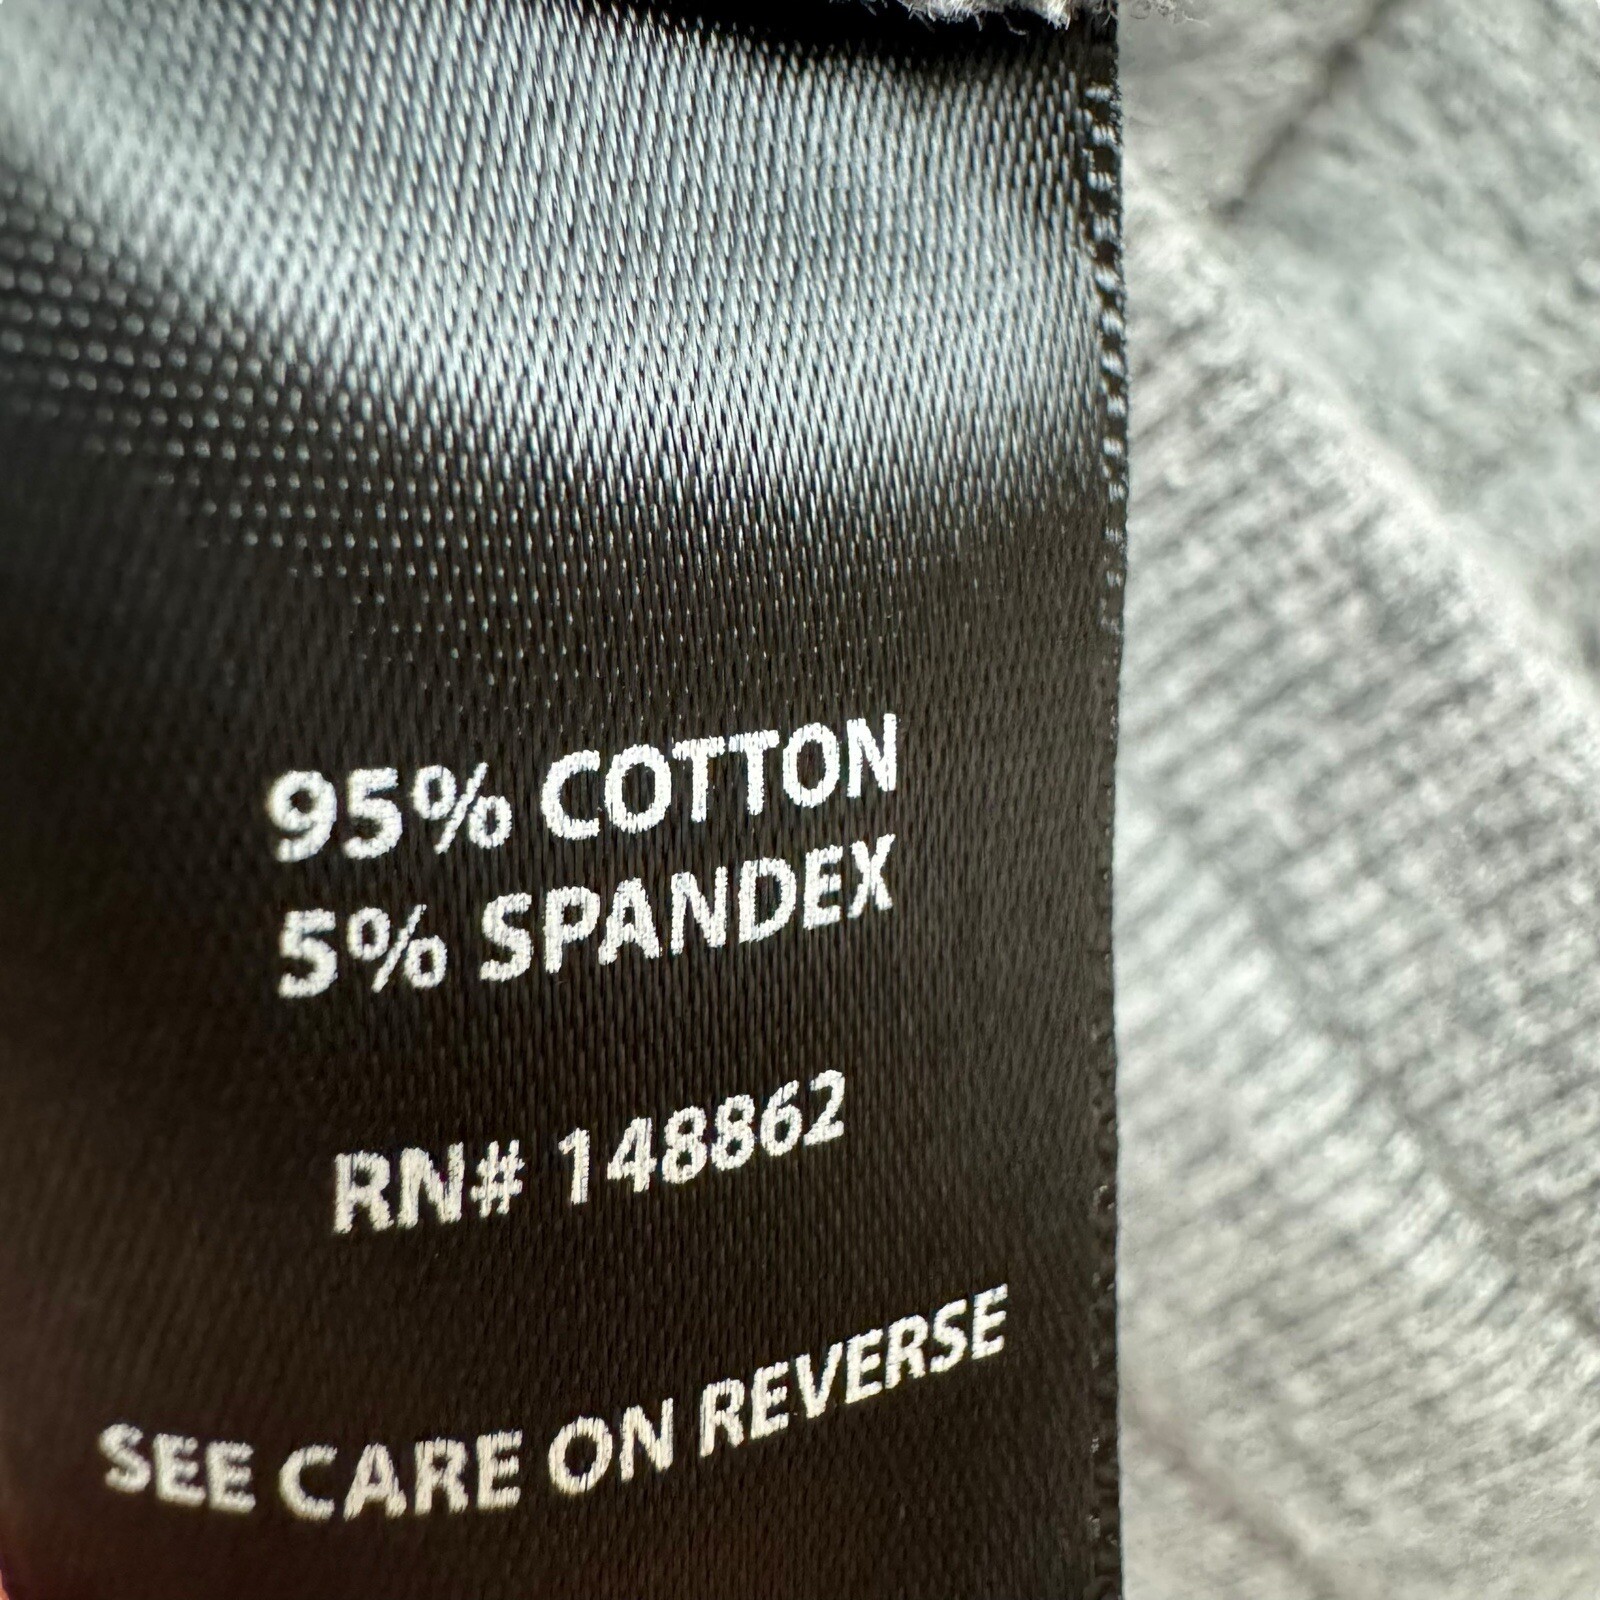 95% COTTON
5% SPANDEX
RN# 148862
SEE CARE ON REVERSE